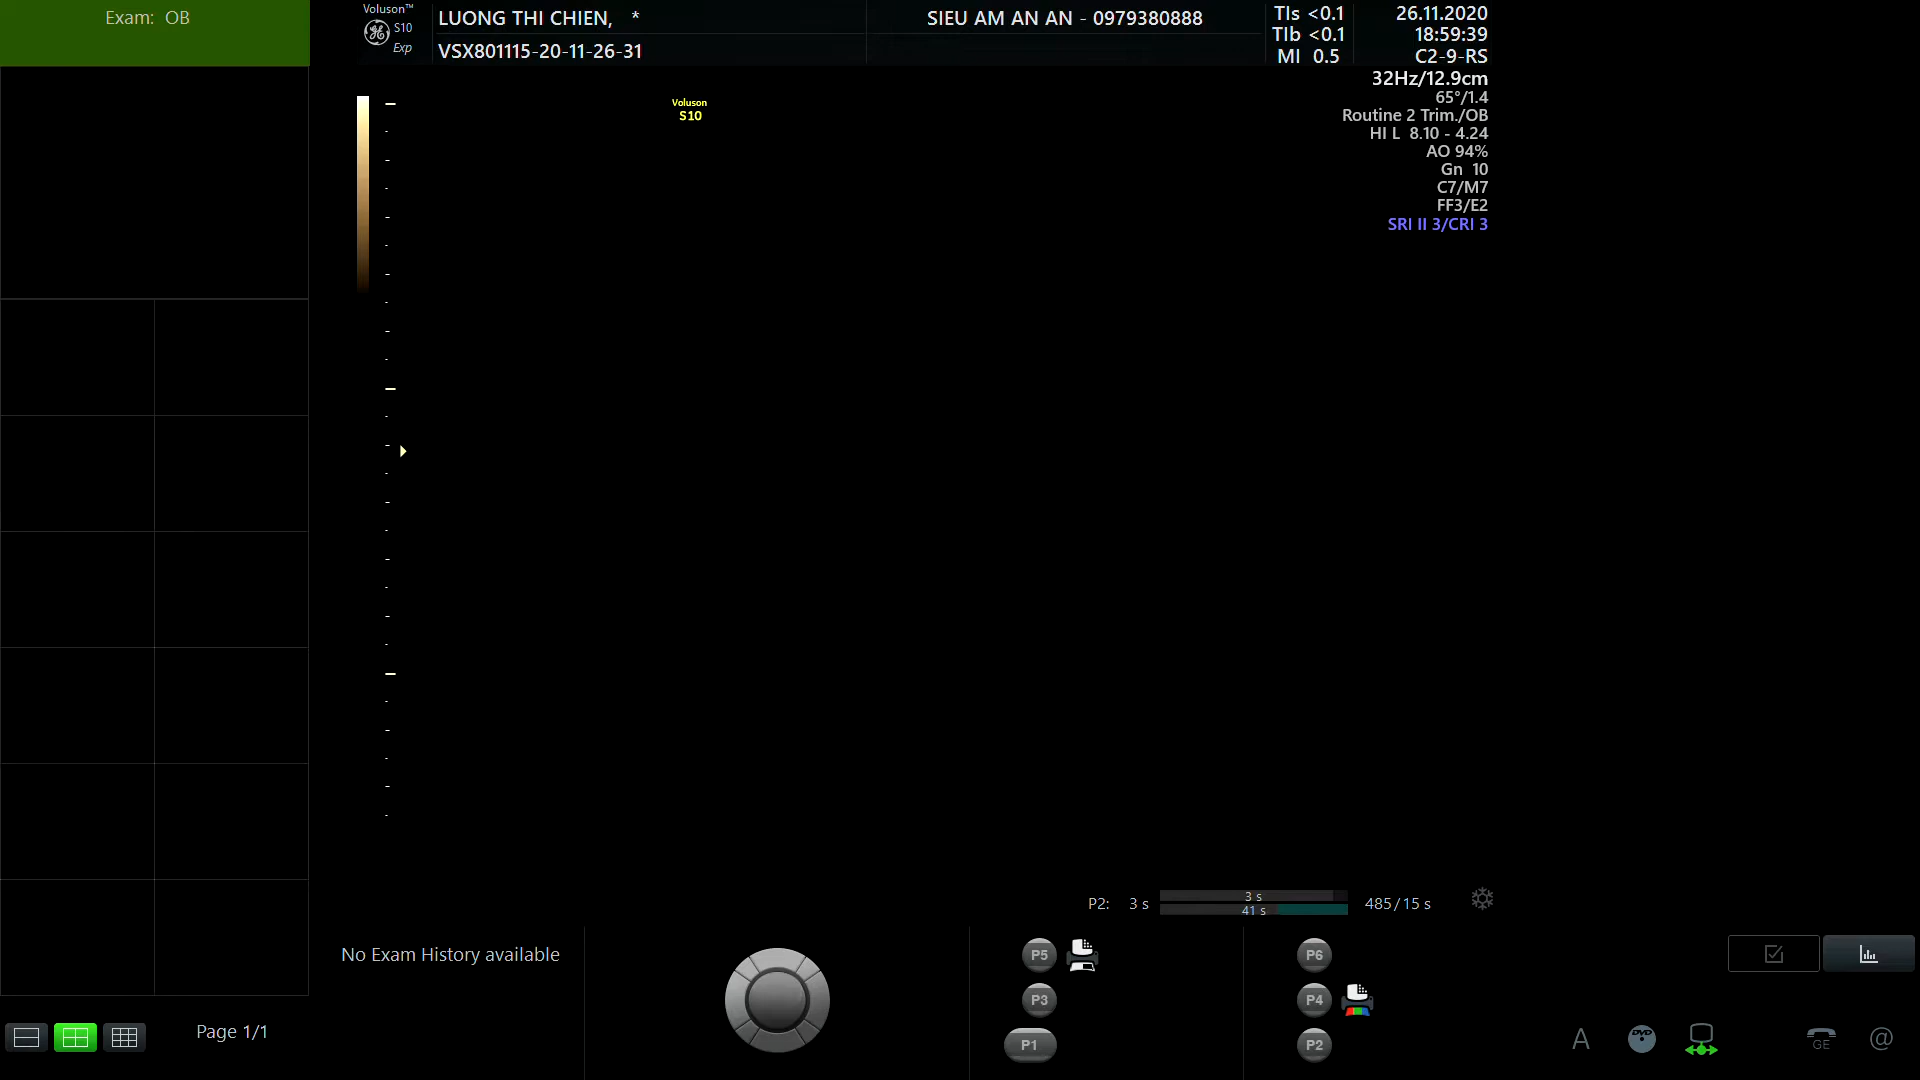 Exam: OB
Voluson™
S10
Exp
LUONG THI CHIEN, *
VSX801115-20-11-26-31
SIEU AM AN AN - 0979380888
TIs <0.1
TIb <0.1
MI 0.5
26.11.2020
18:59:39
C2-9-RS
32Hz/12.9cm
65°/1.4
Routine 2 Trim./OB
HI L 8.10 - 4.24
AO 94%
Gn 10
C7/M7
FF3/E2
SRI II 3/CRI 3
Voluson
S10
P2: 3 s
3 s
41 s
485/15 s
No Exam History available
P5
P3
P1
P6
P4
P2
Page 1/1
A
DVD
GE
@